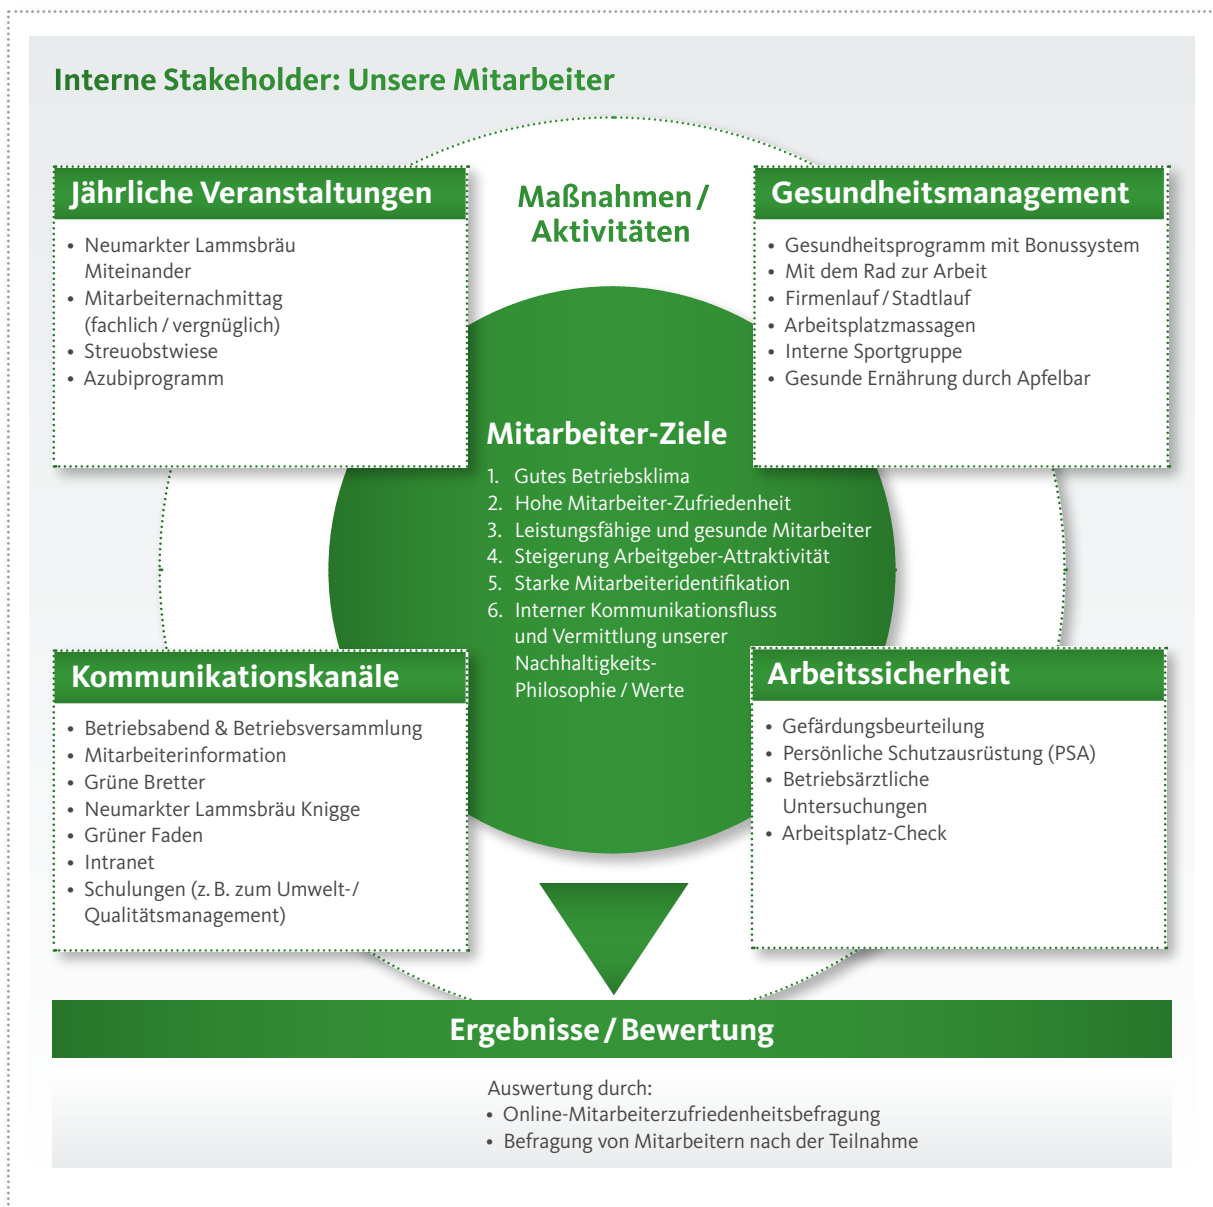 Interne Stakeholder: Unsere Mitarbeiter
Maßnahmen / 
Aktivitäten
Jährliche Veranstaltungen
• Neumarkter Lammsbräu
Miteinander
• Mitarbeiternachmittag
(fachlich / vergnüglich)
• Streuobstwiese
• Azubiprogramm
Gesundheitsmanagement
• Gesundheitsprogramm mit Bonussystem
• Mit dem Rad zur Arbeit
• Firmenlauf / Stadtlauf
• Arbeitsplatzmassagen
• Interne Sportgruppe
• Gesunde Ernährung durch Apfelbar
Mitarbeiter-Ziele
1. Gutes Betriebsklima
2. Hohe Mitarbeiter-Zufriedenheit
3. Leistungsfähige und gesunde Mitarbeiter
4. Steigerung Arbeitgeber-Attraktivität
5. Starke Mitarbeiteridentifikation
6. Interner Kommunikationsfluss
und Vermittlung unserer
Nachhaltigkeits-
Philosophie / Werte
Kommunikationskanäle
• Betriebsabend & Betriebsversammlung
• Mitarbeiterinformation
• Grüne Bretter
• Neumarkter Lammsbräu Knigge
• Grüner Faden
• Intranet
• Schulungen (z. B. zum Umwelt- /
Qualitätsmanagement)
Arbeitssicherheit
• Gefärdungsbeurteilung
• Persönliche Schutzausrüstung (PSA)
• Betriebsärztliche
Untersuchungen
• Arbeitsplatz-Check
Ergebnisse / Bewertung
Auswertung durch:
• Online-Mitarbeiterzufriedenheitsbefragung
• Befragung von Mitarbeitern nach der Teilnahme